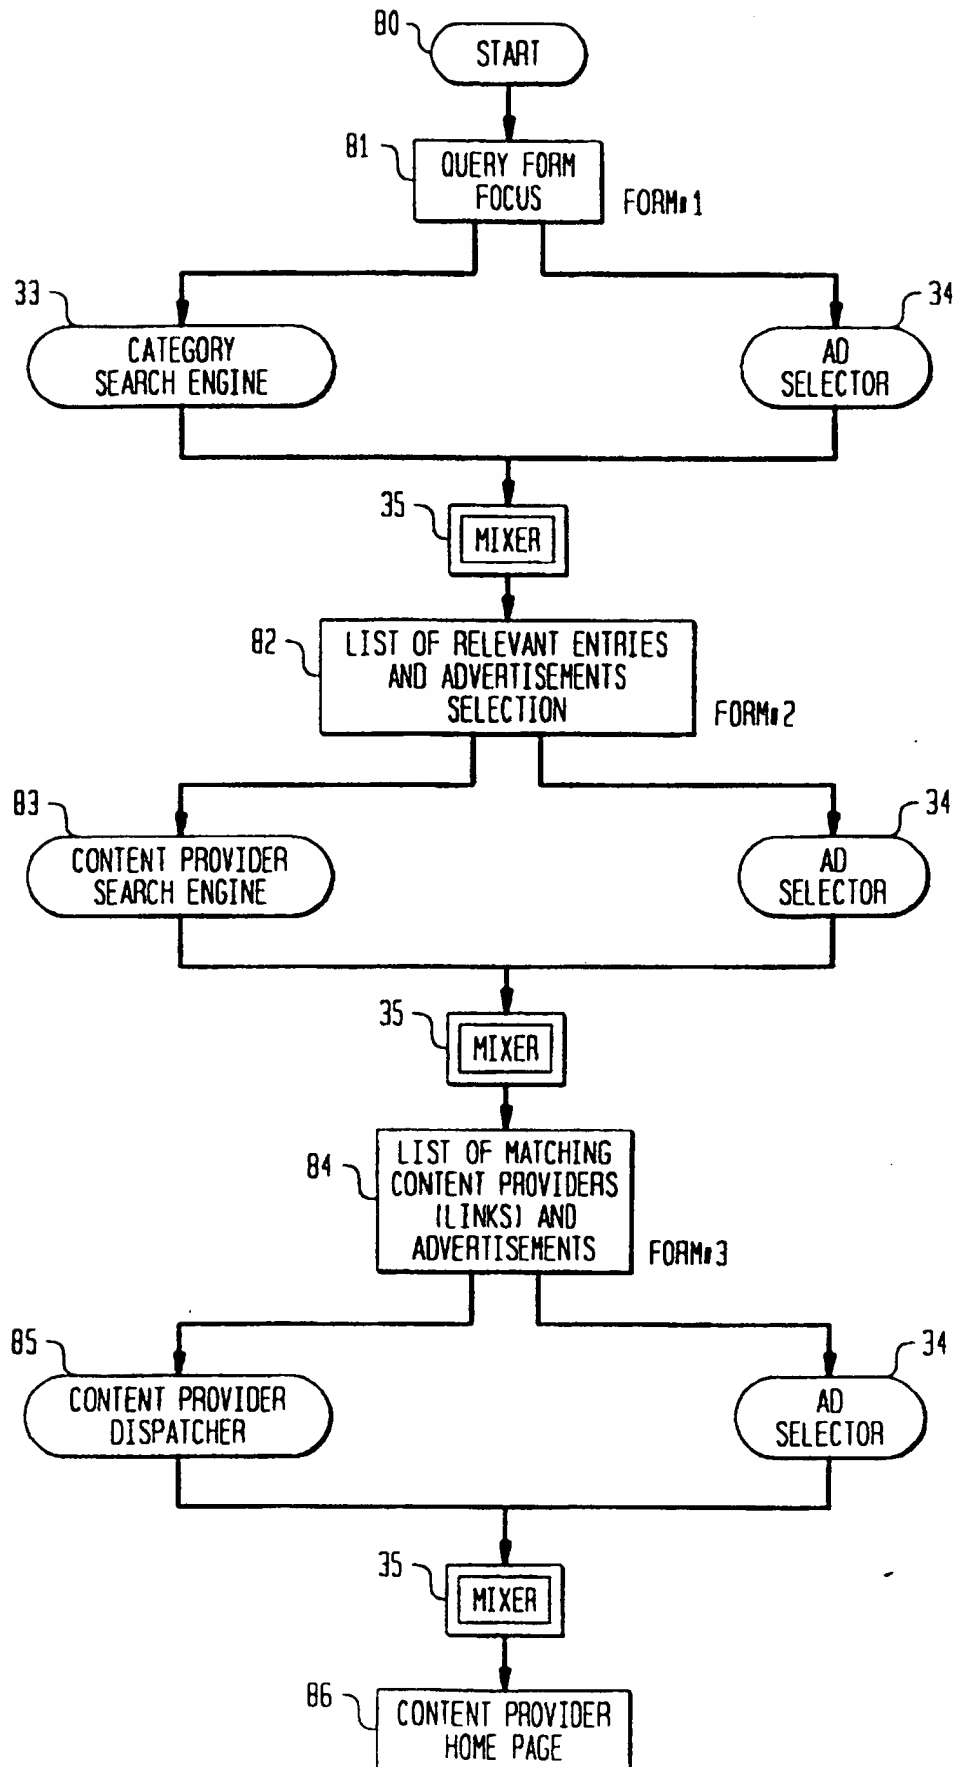 80
START
81
QUERY FORM
FOCUS
FORM#1
33
34
CATEGORY
SEARCH ENGINE
AD
SELECTOR
35
MIXER
82
LIST OF RELEVANT ENTRIES
AND ADVERTISEMENTS
SELECTION
FORM#2
83
34
CONTENT PROVIDER
SEARCH ENGINE
AD
SELECTOR
35
MIXER
84
LIST OF MATCHING
CONTENT PROVIDERS
(LINKS) AND
ADVERTISEMENTS
FORM#3
85
34
CONTENT PROVIDER
DISPATCHER
AD
SELECTOR
35
MIXER
86
CONTENT PROVIDER
HOME PAGE